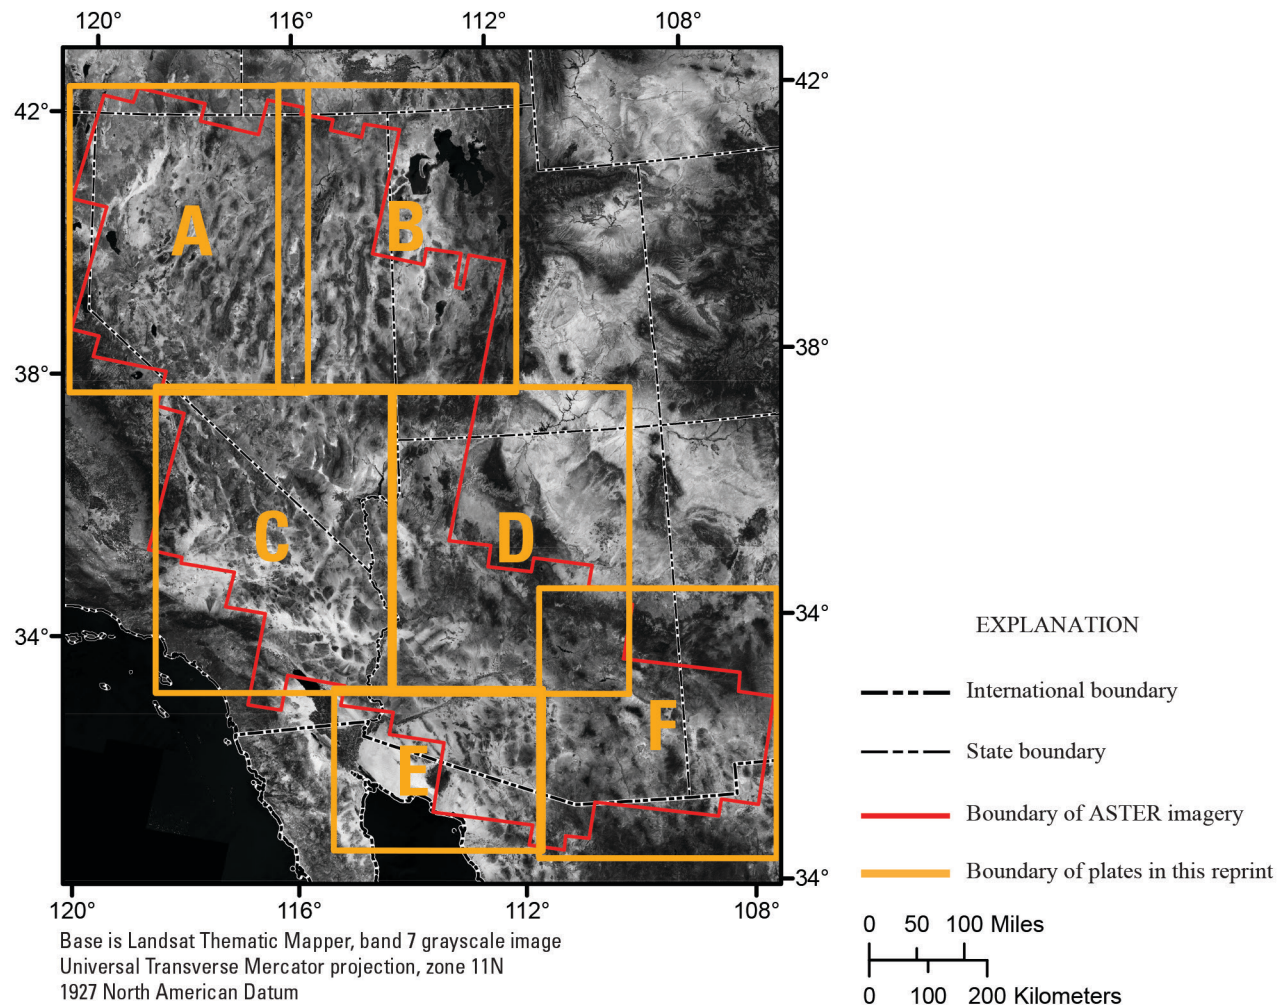 120° 116° 112° 108°
42° 42°
A B
38° 38°
C D
34° 34°
F
E
34°
120° 116° 112° 108°
Base is Landsat Thematic Mapper, band 7 grayscale image
Universal Transverse Mercator projection, zone 11N
1927 North American Datum
EXPLANATION
International boundary
State boundary
Boundary of ASTER imagery
Boundary of plates in this reprint
0 50 100 Miles
0 100 200 Kilometers